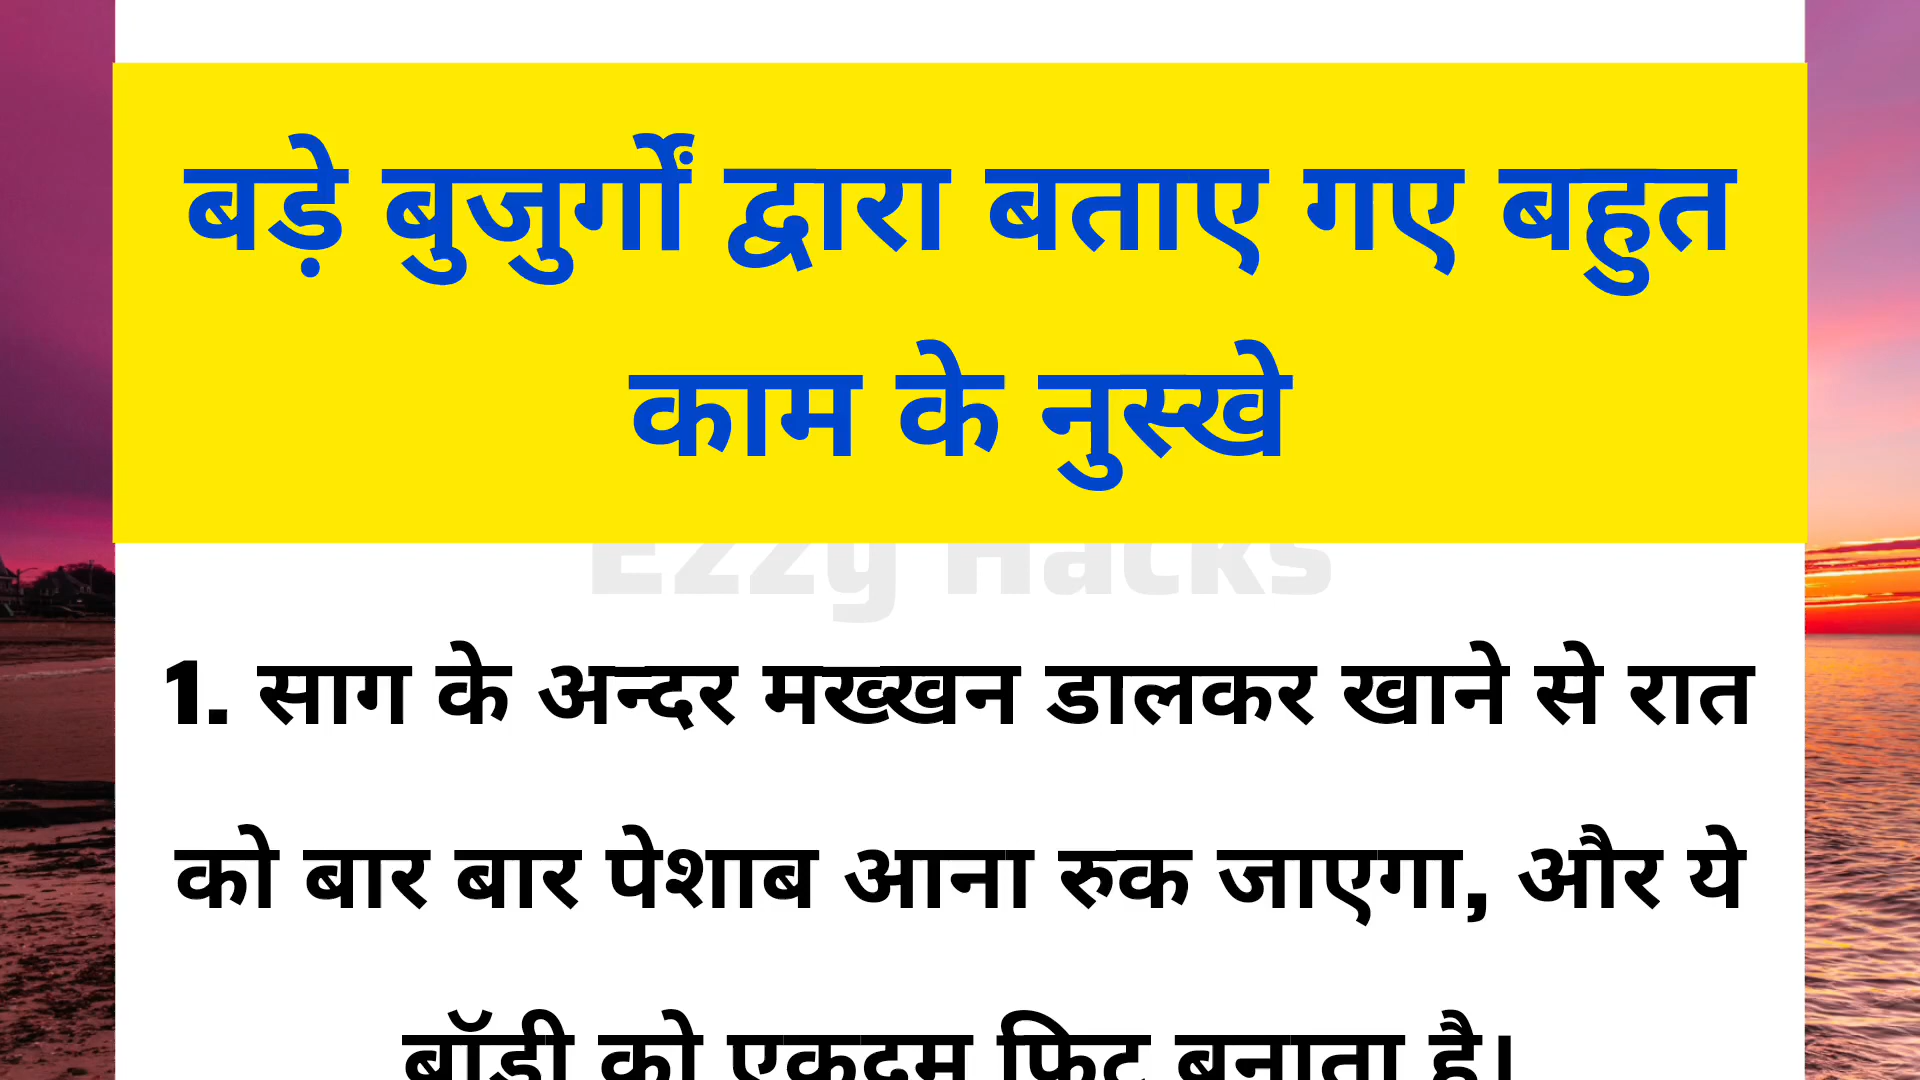 बड़े बुजुर्गों द्वारा बताए गए बहुत
काम के नुस्खे
Ezzy Hacks
1. साग के अन्दर मख्खन डालकर खाने से रात
को बार बार पेशाब आना रुक जाएगा, और ये
बॉडी को एकदम फिट बनाता है।